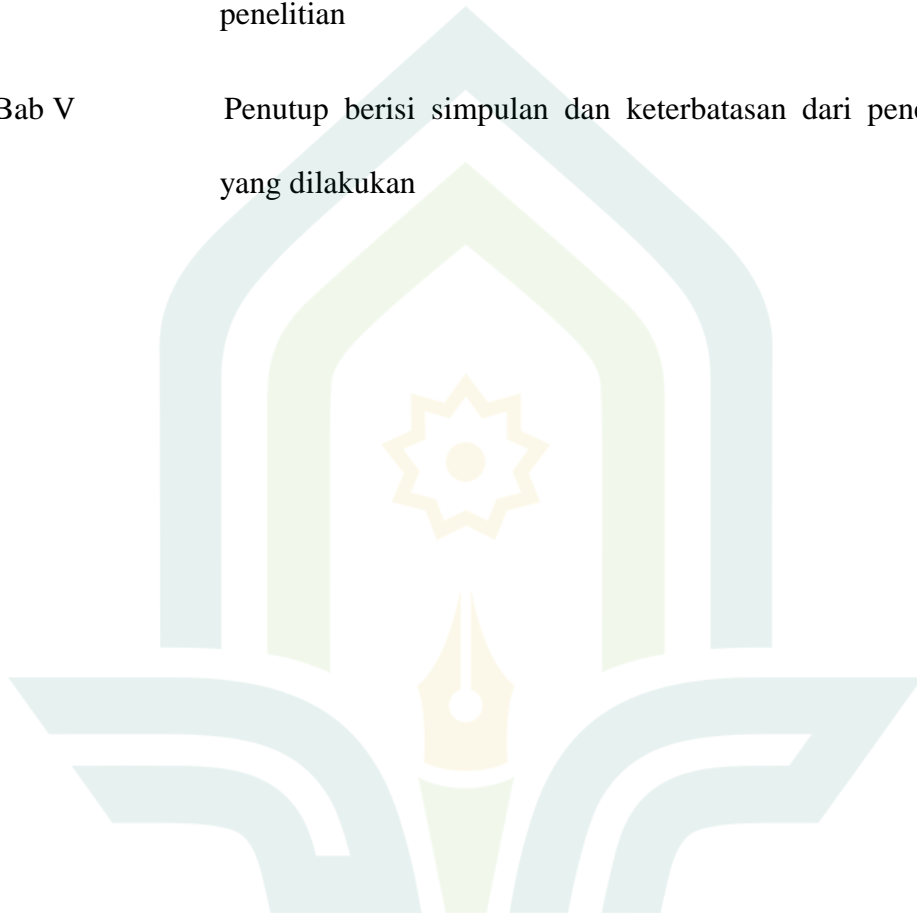 penelitian
Bab V Penutup berisi simpulan dan keterbatasan dari
yang dilakukan